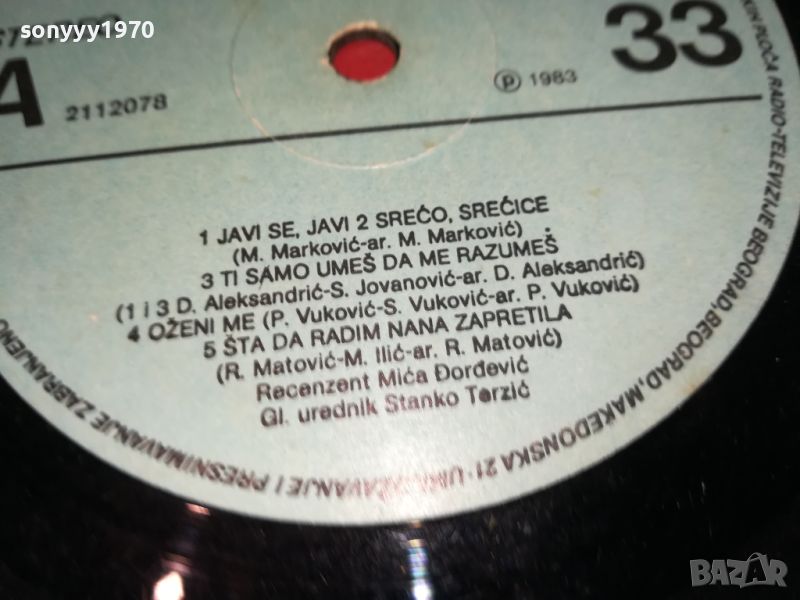 sonyyy1970
A
2112078
33
℗ 1983
1 JAVI SE, JAVI 2 SREĆO, SREĆICE
(M. Marković-ar. M. Marković)
3 TI SAMO UMEŠ DA ME RAZUMEŠ
(1 i 3 D. Aleksandrić-S. Jovanović-ar. D. Aleksandrić)
4 OŽENI ME (P. Vuković-S. Vuković-ar. P. Vuković)
5 ŠTA DA RADIM NANA ZAPRETILA
(R. Matović-M. Ilić-ar. R. Matović)
Recenzent Mića Đorđević
Gl. urednik Stanko Terzić
PLOČA RADIO-TELEVIZIJE BEOGRAD, BEOGRAD, MAKEDONSKA 21 ·
I PRESNIMAVANJE ZABRANJENO
BAZAR